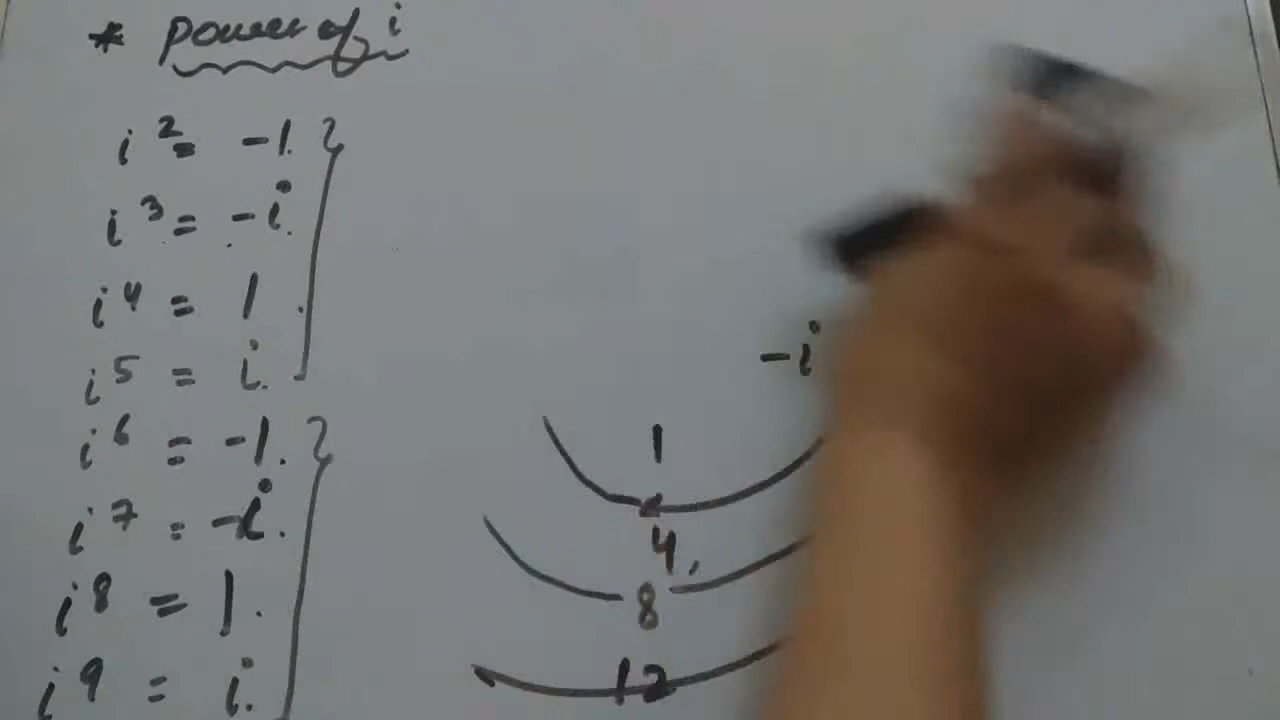 * Power of i
i² = -1.
i³ = -i.
i⁴ = 1.
i⁵ = i.
i⁶ = -1.
i⁷ = -i.
i⁸ = 1.
i⁹ = i.
-i
1
4,
8
12